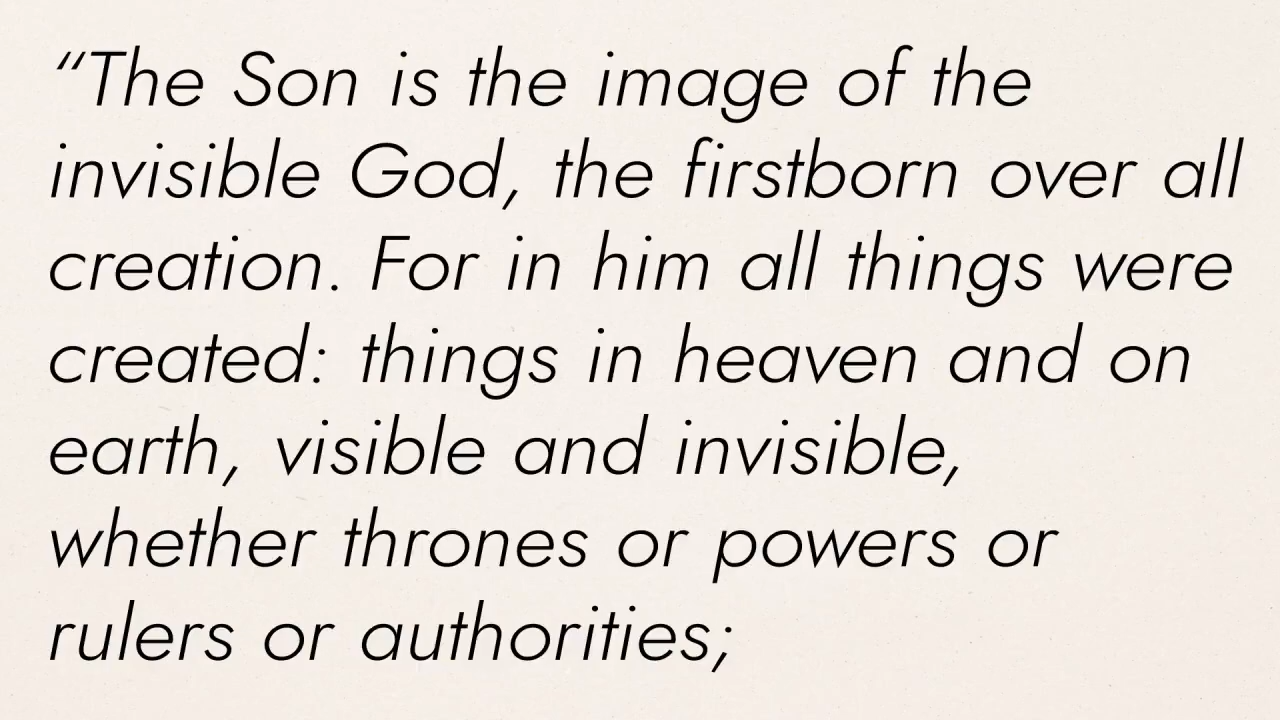 “The Son is the image of the
invisible God, the firstborn over all
creation. For in him all things were
created: things in heaven and on
earth, visible and invisible,
whether thrones or powers or
rulers or authorities;